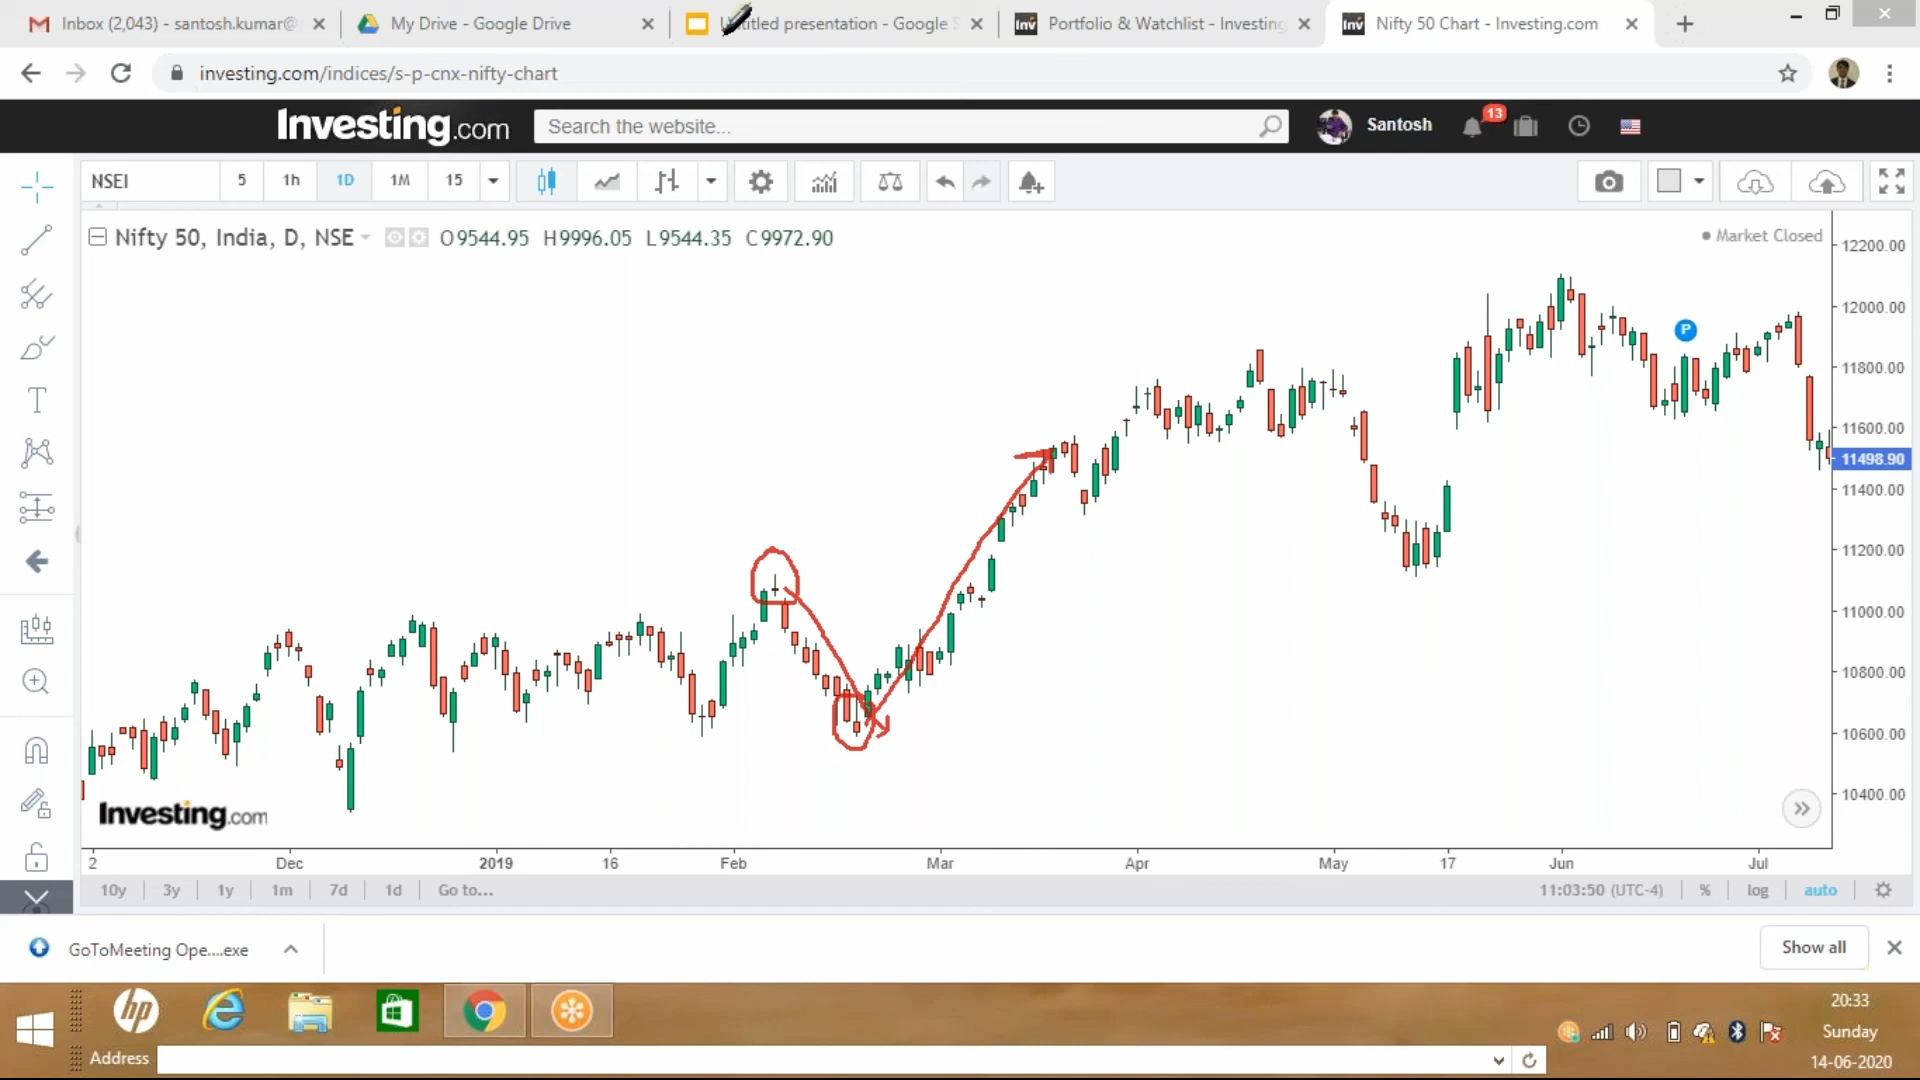 Inbox (2,043) - santosh.kumar@
My Drive - Google Drive
Untitled presentation - Google S
Portfolio & Watchlist - Investing
Nifty 50 Chart - Investing.com
investing.com/indices/s-p-cnx-nifty-chart
Investing.com
Search the website...
Santosh
13
NSEI 5 1h 1D 1M 15
Nifty 50, India, D, NSE O9544.95 H9996.05 L9544.35 C9972.90
Market Closed
12200.00
12000.00
P
11800.00
11600.00
11498.90
11400.00
11200.00
11000.00
10800.00
10600.00
10400.00
Investing.com
2 Dec 2019 16 Feb Mar Apr May 17 Jun Jul
10y 3y 1y 1m 7d 1d Go to...
11:03:50 (UTC-4) % log auto
GoToMeeting Ope....exe
Show all
hp
20:33
Sunday
14-06-2020
Address